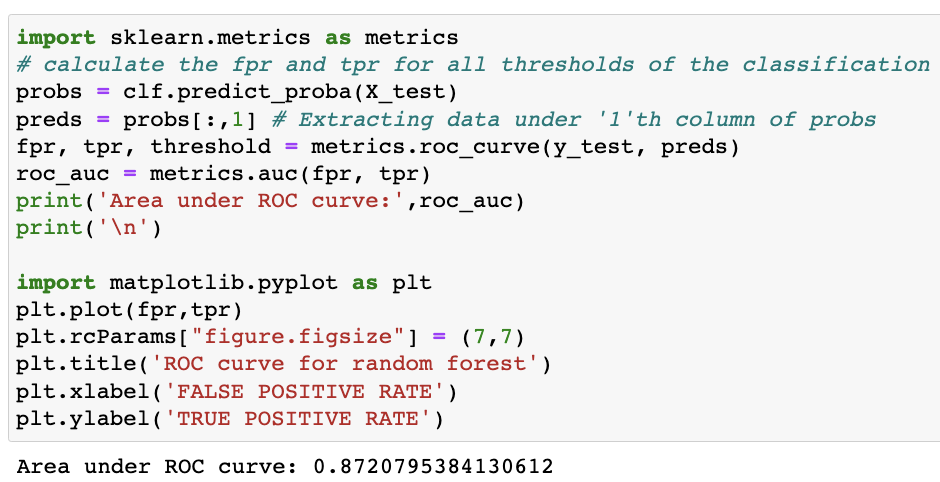 import sklearn.metrics as metrics
# calculate the fpr and tpr for all thresholds of the classification
probs = clf.predict_proba(X_test)
preds = probs[:,1] # Extracting data under '1'th column of probs
fpr, tpr, threshold = metrics.roc_curve(y_test, preds)
roc_auc = metrics.auc(fpr, tpr)
print('Area under ROC curve:',roc_auc)
print('\n')
import matplotlib.pyplot as plt
plt.plot(fpr,tpr)
plt.rcParams["figure.figsize"] = (7,7)
plt.title('ROC curve for random forest')
plt.xlabel('FALSE POSITIVE RATE')
plt.ylabel('TRUE POSITIVE RATE')
Area under ROC curve: 0.8720795384130612